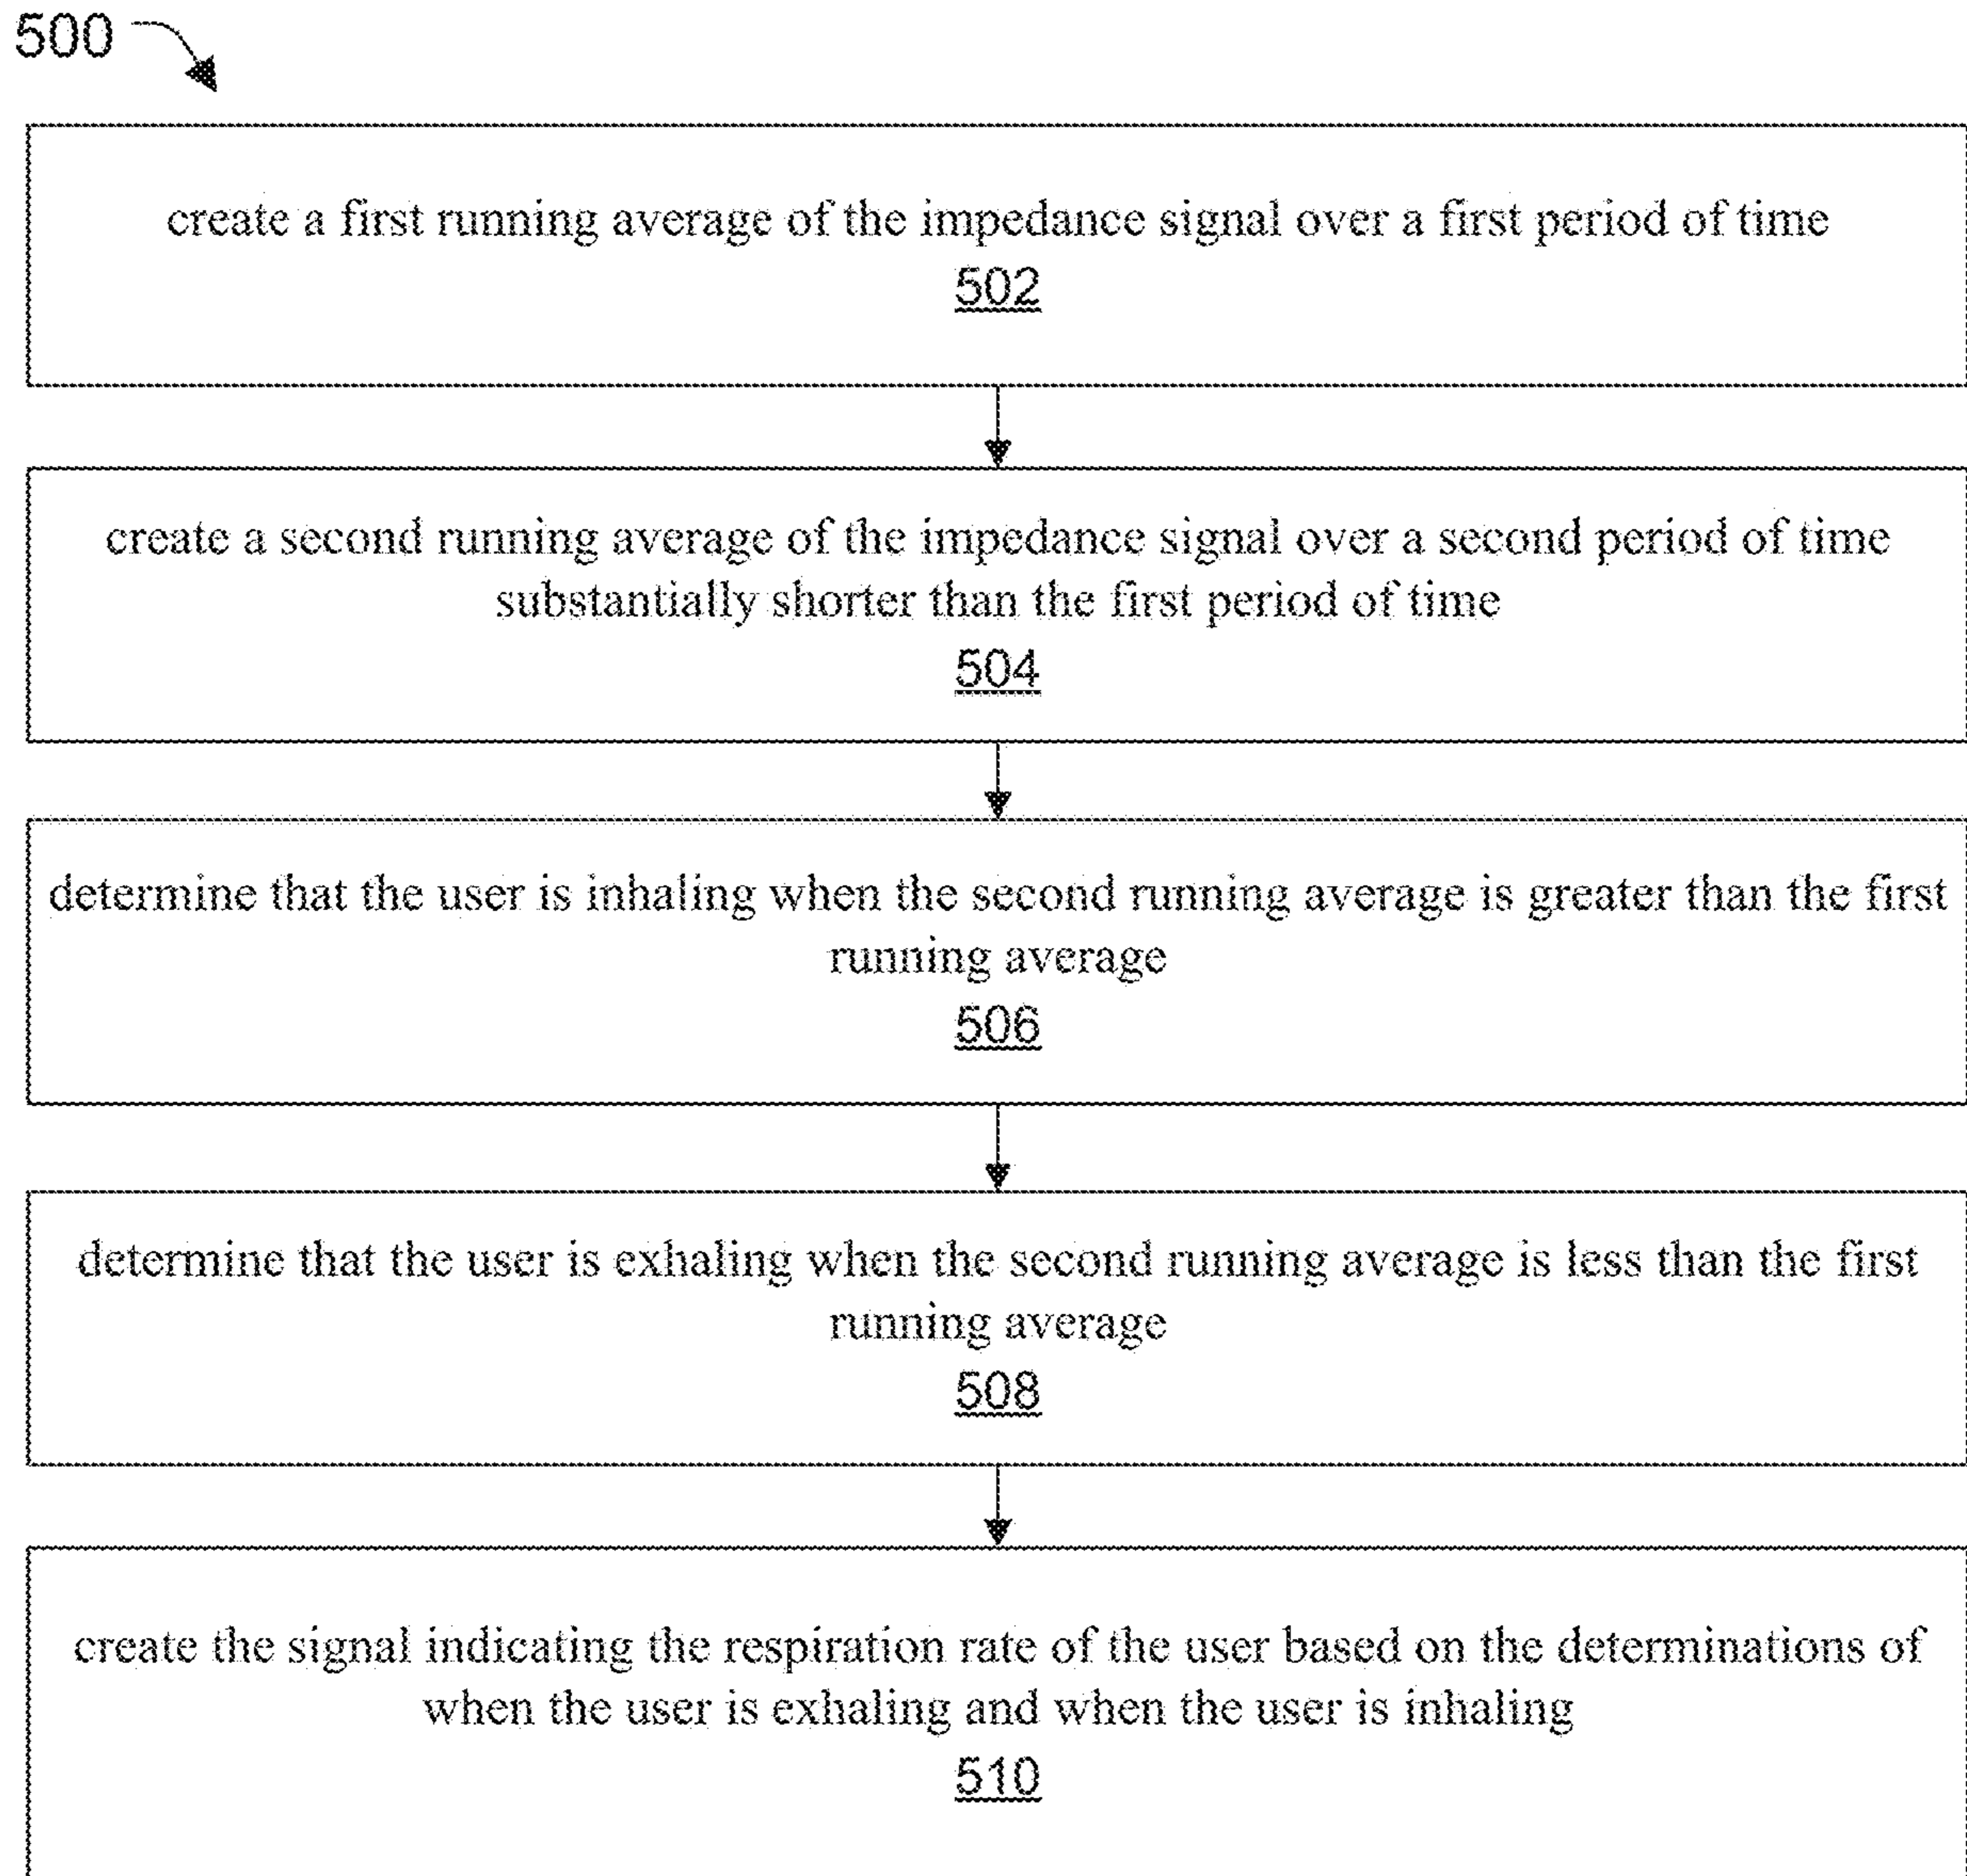 500
create a first running average of the impedance signal over a first period of time
502
create a second running average of the impedance signal over a second period of time
substantially shorter than the first period of time
504
determine that the user is inhaling when the second running average is greater than the first
running average
506
determine that the user is exhaling when the second running average is less than the first
running average
508
create the signal indicating the respiration rate of the user based on the determinations of
when the user is exhaling and when the user is inhaling
510